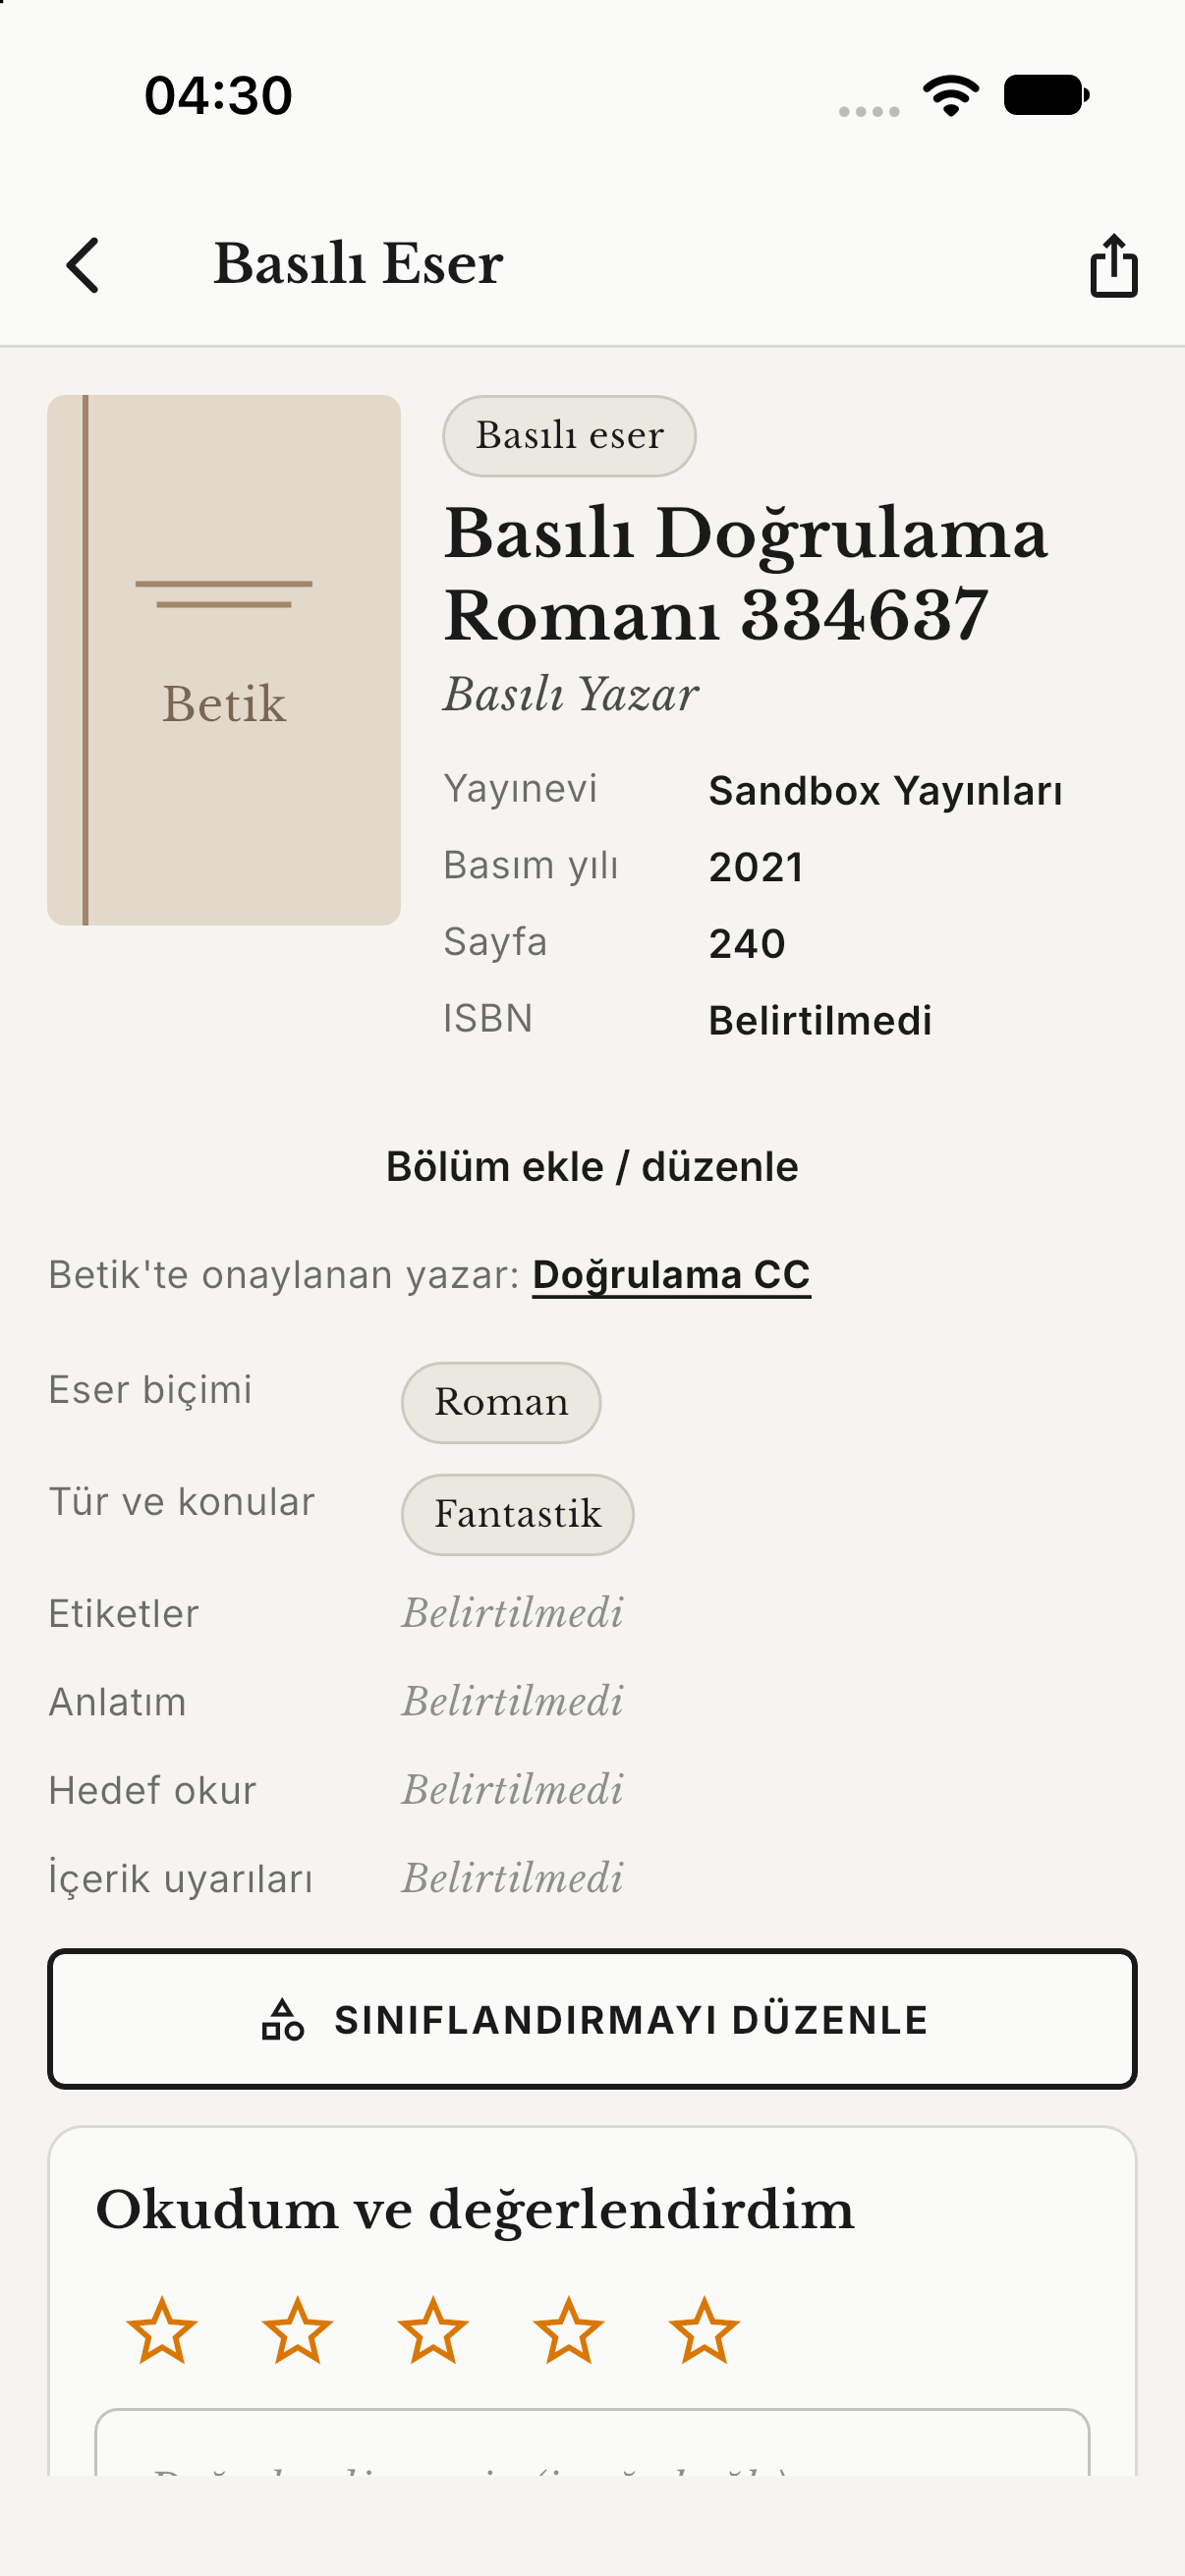 04:30
Basılı Eser
Betik
Basılı eser
Basılı Doğrulama
Romanı 334637
Basılı Yazar
Yayınevi Sandbox Yayınları
Basım yılı 2021
Sayfa 240
ISBN Belirtilmedi
Bölüm ekle / düzenle
Betik'te onaylanan yazar: Doğrulama CC
Eser biçimi Roman
Tür ve konular Fantastik
Etiketler Belirtilmedi
Anlatım Belirtilmedi
Hedef okur Belirtilmedi
İçerik uyarıları Belirtilmedi
SINIFLANDIRMAYI DÜZENLE
Okudum ve değerlendirdim